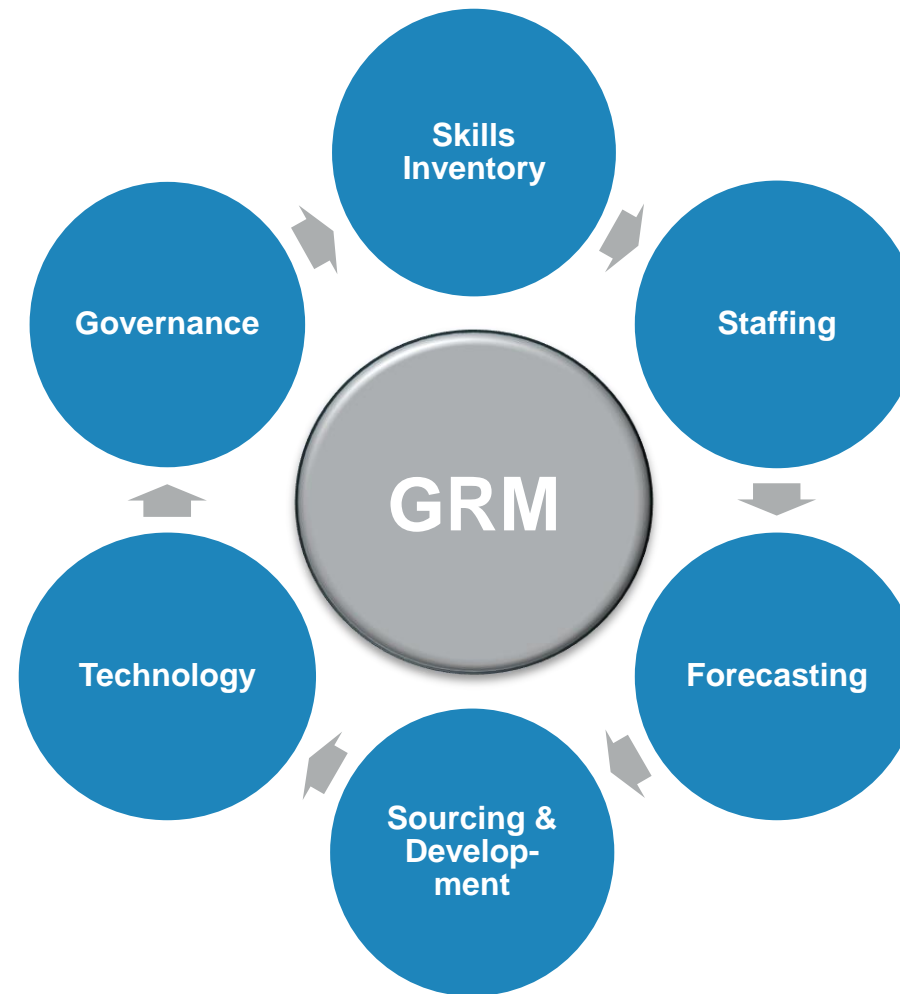 Skills
Inventory
Governance
Staffing
GRM
Technology
Forecasting
Sourcing &
Develop-
ment